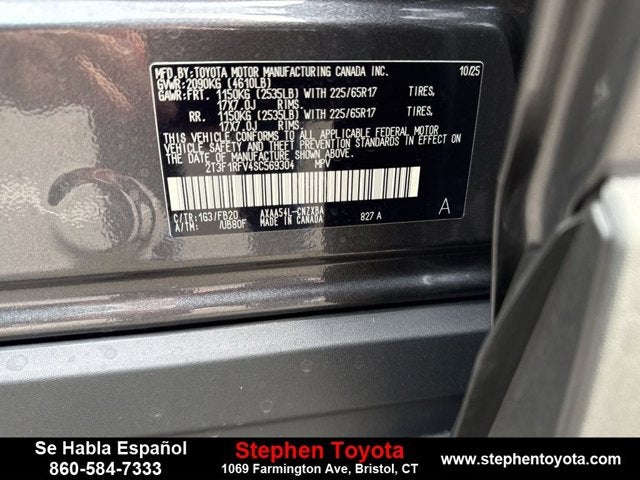 MFD.BY:TOYOTA MOTOR MANUFACTURING CANADA INC. 10/25
GVWR:2090KG (4610LB)
GAWR:FRT. 1150KG (2535LB) WITH 225/65R17 TIRES,
17X7.0J RIMS.
RR. 1150KG (2535LB) WITH 225/65R17 TIRES,
17X7.0J RIMS.
THIS VEHICLE CONFORMS TO ALL APPLICABLE FEDERAL MOTOR
VEHICLE SAFETY AND THEFT PREVENTION STANDARDS IN EFFECT
ON THE DATE OF MANUFACTURE SHOWN ABOVE.
2T3F1RFV4SC569304 MPV
C/TR:1G3/FB20 AXAA54L-CNZXBA
A/TM: /UB80F MADE IN CANADA 827A A
Se Habla Español
860-584-7333
Stephen Toyota
1069 Farmington Ave, Bristol, CT
www.stephentoyota.com